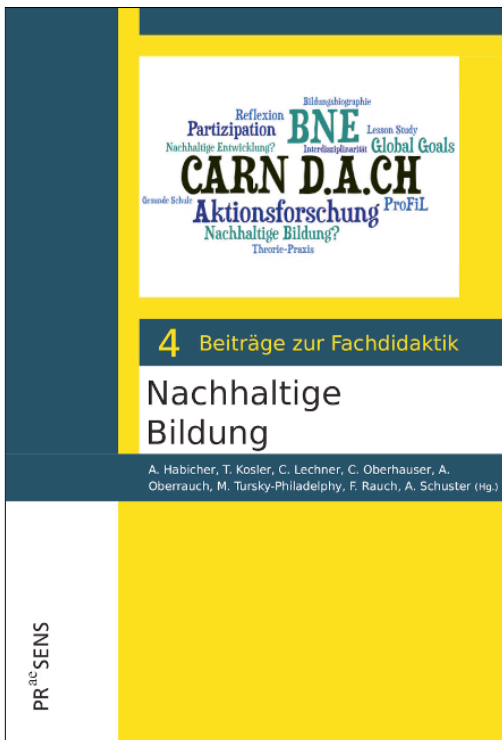 Bildungsbiographie
Reflexion
Partizipation BNE Lesson Study
Nachhaltige Entwicklung? Interdisziplinarität Global Goals
CARN D.A.CH
Gesunde Schule Aktionsforschung ProFiL
Nachhaltige Bildung?
Theorie-Praxis
4 Beiträge zur Fachdidaktik
Nachhaltige
Bildung
A. Habicher, T. Kosler, C. Lechner, C. Oberhauser, A.
Oberrauch, M. Tursky-Philadelphy, F. Rauch, A. Schuster (Hg.)
PRaeSENS